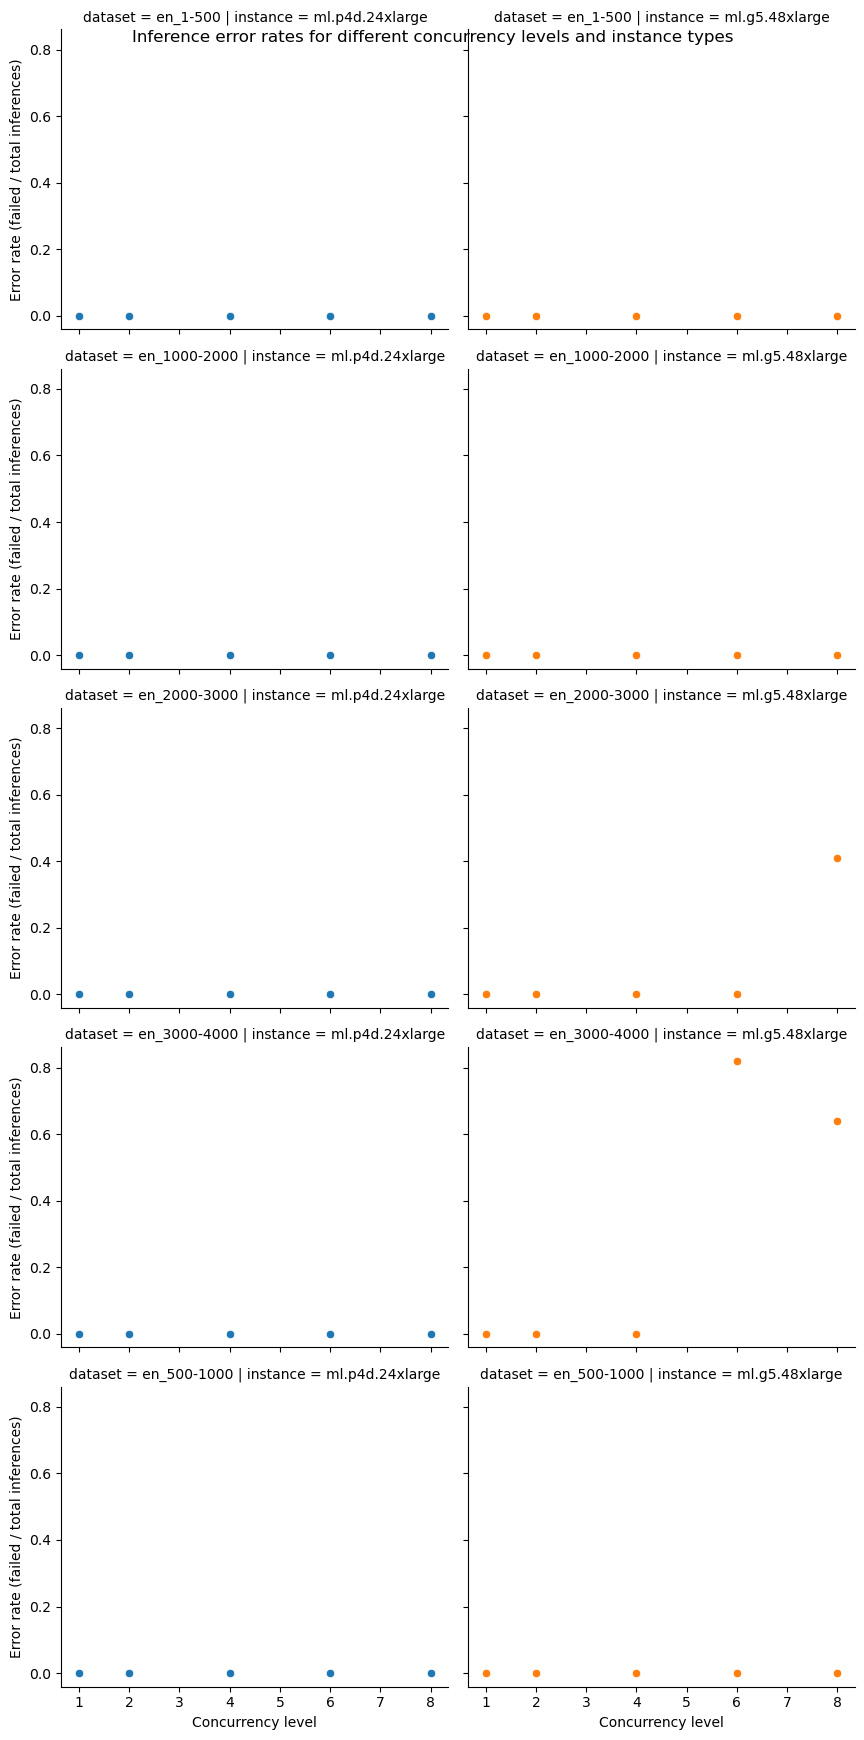 dataset = en_1-500 | instance = ml.p4d.24xlarge
dataset = en_1-500 | instance = ml.g5.48xlarge
Inference error rates for different concurrency levels and instance types
Error rate (failed / total inferences)
0.8
0.6
0.4
0.2
0.0
dataset = en_1000-2000 | instance = ml.p4d.24xlarge
dataset = en_1000-2000 | instance = ml.g5.48xlarge
Error rate (failed / total inferences)
0.8
0.6
0.4
0.2
0.0
dataset = en_2000-3000 | instance = ml.p4d.24xlarge
dataset = en_2000-3000 | instance = ml.g5.48xlarge
Error rate (failed / total inferences)
0.8
0.6
0.4
0.2
0.0
dataset = en_3000-4000 | instance = ml.p4d.24xlarge
dataset = en_3000-4000 | instance = ml.g5.48xlarge
Error rate (failed / total inferences)
0.8
0.6
0.4
0.2
0.0
dataset = en_500-1000 | instance = ml.p4d.24xlarge
dataset = en_500-1000 | instance = ml.g5.48xlarge
Error rate (failed / total inferences)
0.8
0.6
0.4
0.2
0.0
1 2 3 4 5 6 7 8
Concurrency level
1 2 3 4 5 6 7 8
Concurrency level